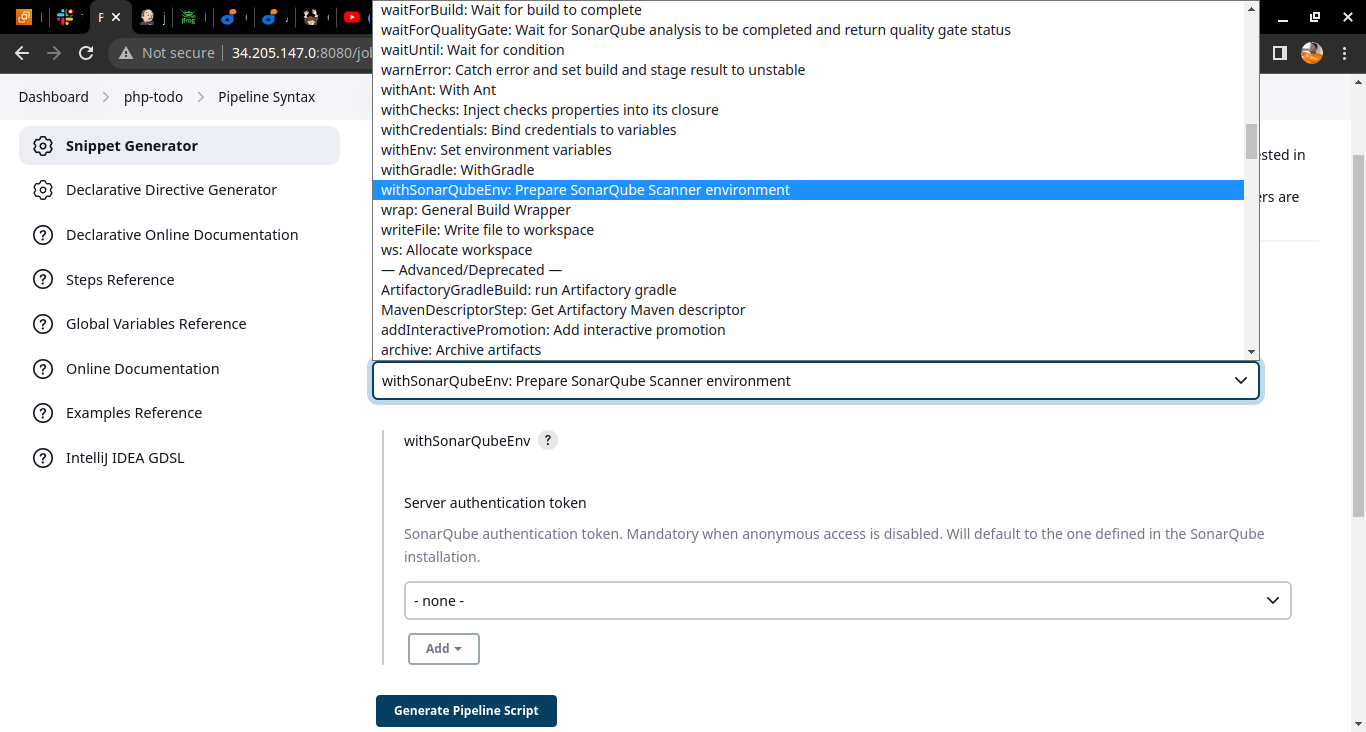 waitForBuild: Wait for build to complete
waitForQualityGate: Wait for SonarQube analysis to be completed and return quality gate status
waitUntil: Wait for condition
warnError: Catch error and set build and stage result to unstable
withAnt: With Ant
withChecks: Inject checks properties into its closure
withCredentials: Bind credentials to variables
withEnv: Set environment variables
withGradle: WithGradle
withSonarQubeEnv: Prepare SonarQube Scanner environment
wrap: General Build Wrapper
writeFile: Write file to workspace
ws: Allocate workspace
— Advanced/Deprecated —
ArtifactoryGradleBuild: run Artifactory gradle
MavenDescriptorStep: Get Artifactory Maven descriptor
addInteractivePromotion: Add interactive promotion
archive: Archive artifacts
Not secure
34.205.147.0:8080/jo
Dashboard
php-todo
Pipeline Syntax
Snippet Generator
Declarative Directive Generator
Declarative Online Documentation
Steps Reference
Global Variables Reference
Online Documentation
Examples Reference
IntelliJ IDEA GDSL
ested in
ers are
withSonarQubeEnv: Prepare SonarQube Scanner environment
withSonarQubeEnv ?
Server authentication token
SonarQube authentication token. Mandatory when anonymous access is disabled. Will default to the one defined in the SonarQube
installation.
- none -
Add
Generate Pipeline Script